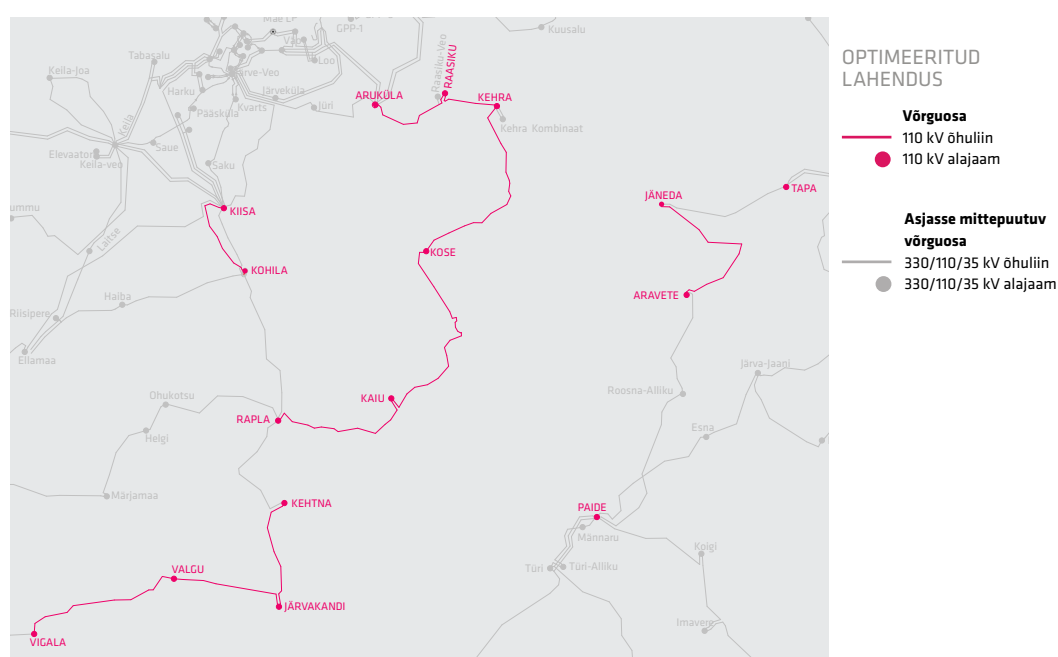 Mäe LP
GPP-1
Kuusalu
Tabasalu
Loo
Keila-Joa
Harku
Järveküla
ARUKÜLA
Raasiku-Veo
RAASIKU
KEHRA
Pääsküla
Kvarts
Jüri
Kehra Kombinaat
Keila
Elevaator
Keila-veo
Saue
Saku
TAPA
JÄNEDA
ummu
KIISA
Laitse
KOSE
KOHILA
Haiba
ARAVETE
Riisipere
Ellamaa
Järva-Jaani
Ohukotsu
KAIU
Roosna-Alliku
RAPLA
Helgi
Esna
Märjamaa
KEHTNA
PAIDE
Männaru
Koigi
VALGU
Türi
Türi-Alliku
JÄRVAKANDI
Imavere
VIGALA
OPTIMEERITUD
LAHENDUS
Võrguosa
110 kV õhuliin
110 kV alajaam
Asjasse mittepuutuv
võrguosa
330/110/35 kV õhuliin
330/110/35 kV alajaam